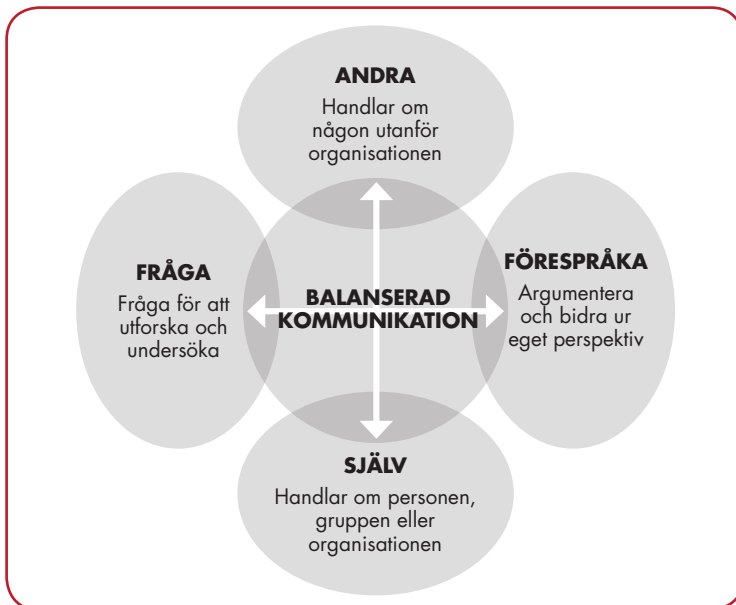 ANDRA
Handlar om
någon utanför
organisationen
FRÅGA
Fråga för att
utforska och
undersöka
BALANSERAD
KOMMUNIKATION
FÖRESPRÅKA
Argumentera
och bidra ur
eget perspektiv
SJÄLV
Handlar om personen,
gruppen eller
organisationen